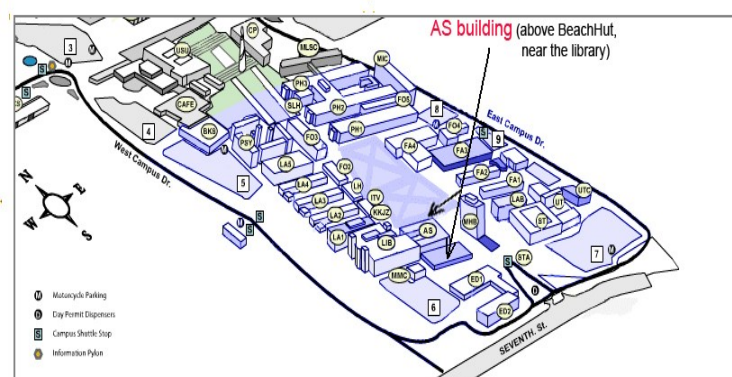 AS building (above BeachHut,
near the library)
East Campus Dr.
West Campus Dr.
SEVENTH. St.
3
M
USU
CP
MLSC
MIC
S
CAFE
4
BKS
M
PSY
5
PH3
SLH
PH2
FO5
PH1
FO3
8
M
FO4
S
9
FA4
FA3
LA5
FO2
LA4
LH
LA3
ITV
LA2
KKJZ
LA1
LIB
AS
MHB
FA2
FA1
LAB
UT
UTC
ST
7
M
M
S
S
MMC
6
ED1
ED2
S
STA
D
N
E
W
S
M Motorcycle Parking
D Day Permit Dispensers
S Campus Shuttle Stop
Information Pylon